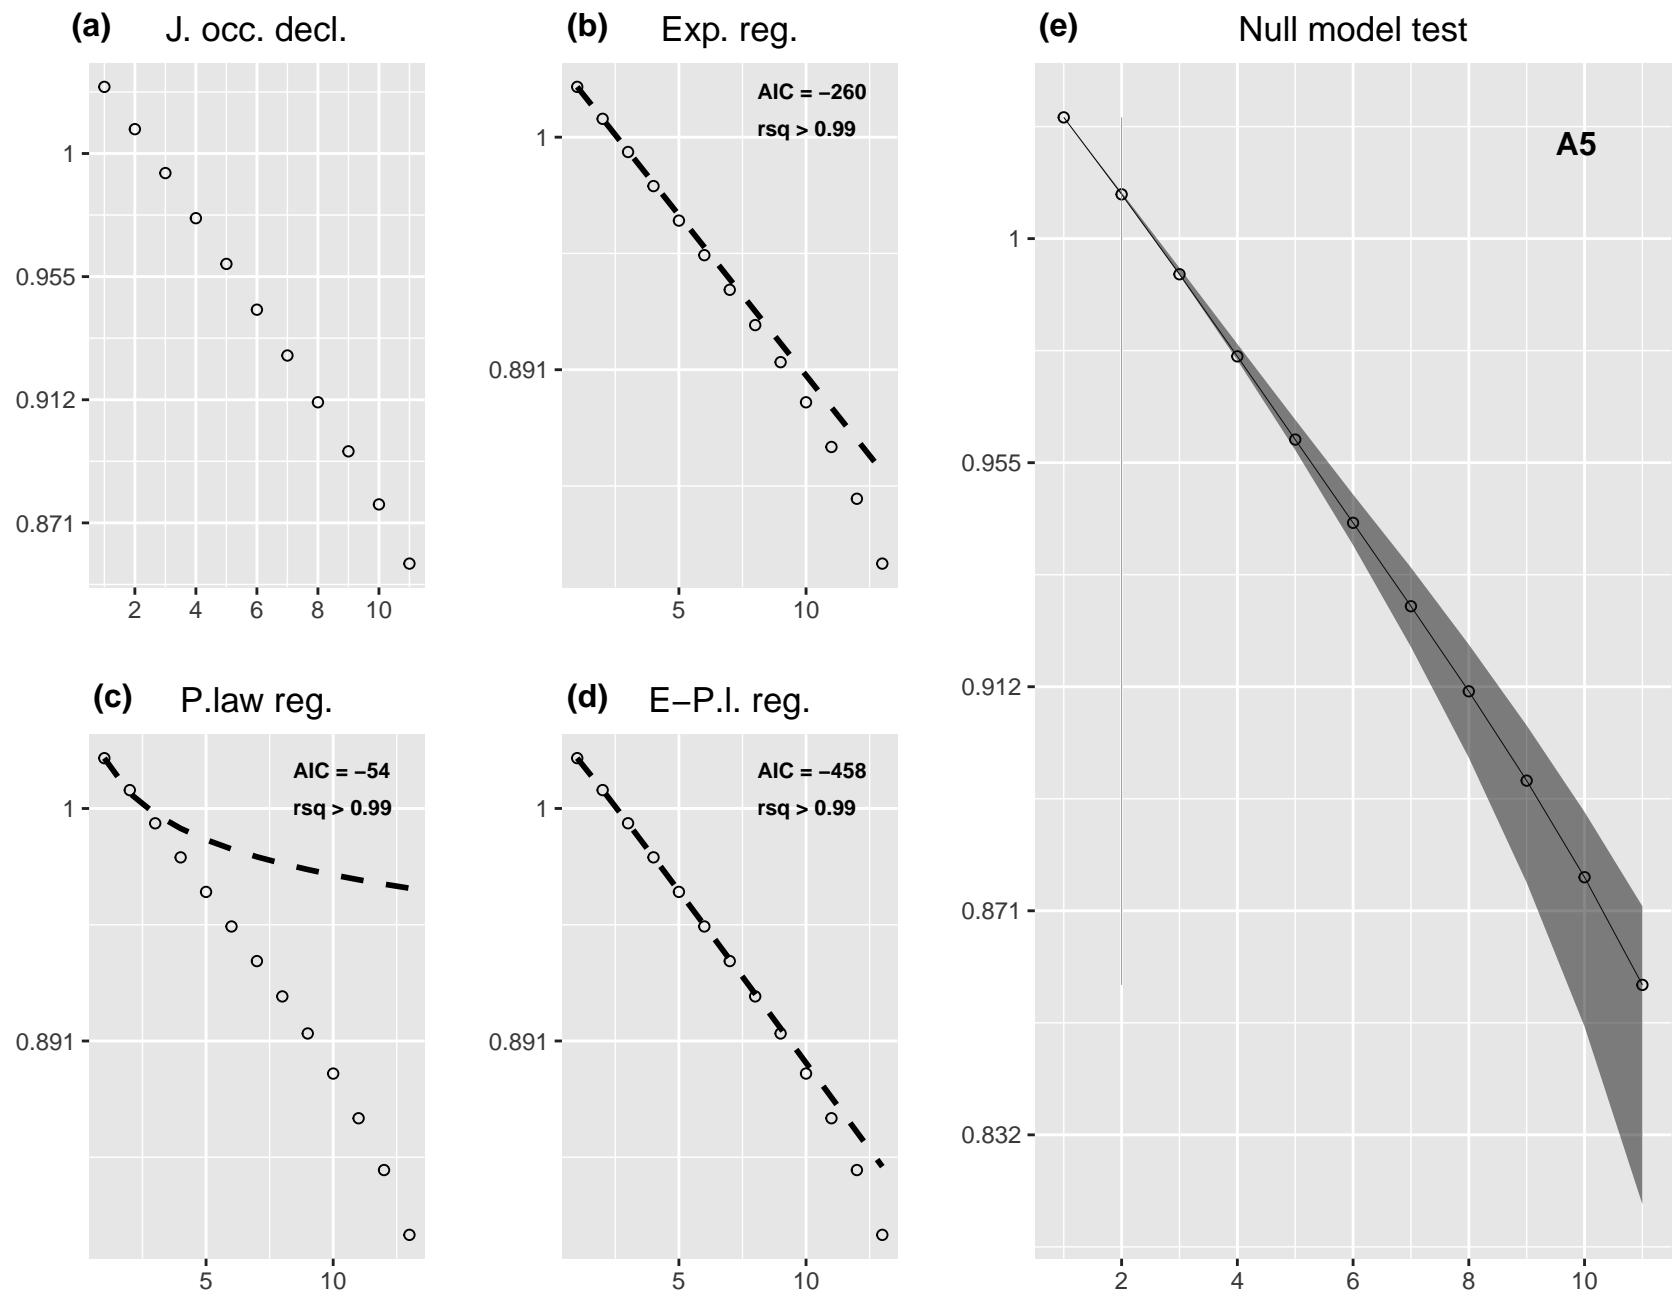 (a) J. occ. decl.
1
0.955
0.912
0.871
2 4 6 8 10
(b) Exp. reg.
AIC = −260
rsq > 0.99
1
0.891
5 10
(c) P.law reg.
AIC = −54
rsq > 0.99
1
0.891
5 10
(d) E−P.l. reg.
AIC = −458
rsq > 0.99
1
0.891
5 10
(e) Null model test
A5
1
0.955
0.912
0.871
0.832
2 4 6 8 10